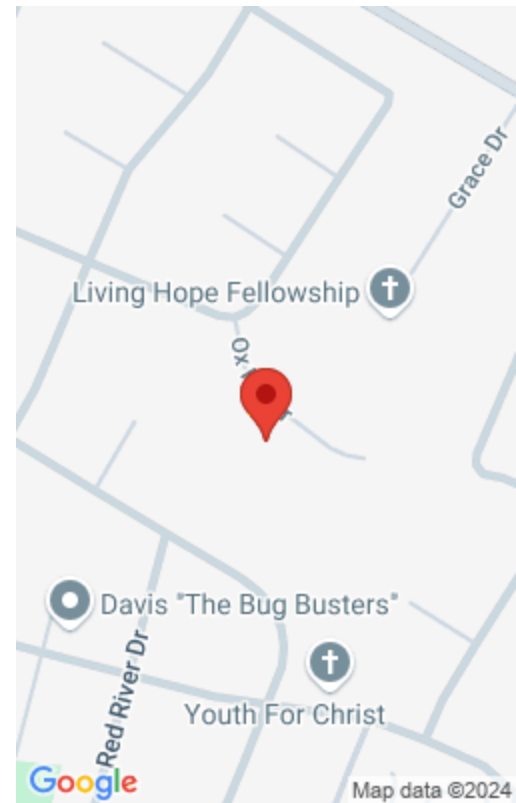 Grace Dr
Living Hope Fellowship
Davis "The Bug Busters"
Red River Dr
Youth For Christ
Google
Map data ©2024